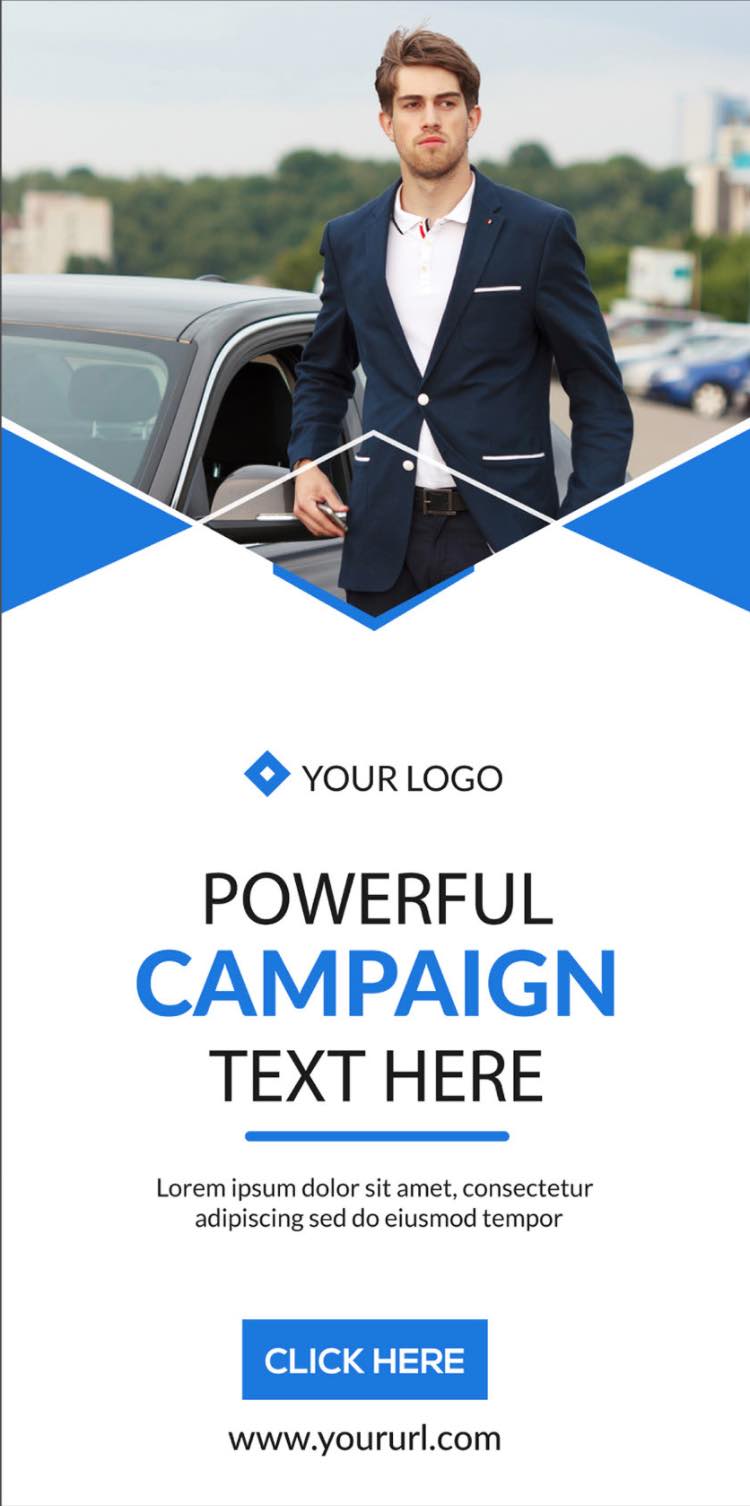 YOUR LOGO
POWERFUL
CAMPAIGN
TEXT HERE
Lorem ipsum dolor sit amet, consectetur
adipiscing sed do eiusmod tempor
CLICK HERE
www.yoururl.com